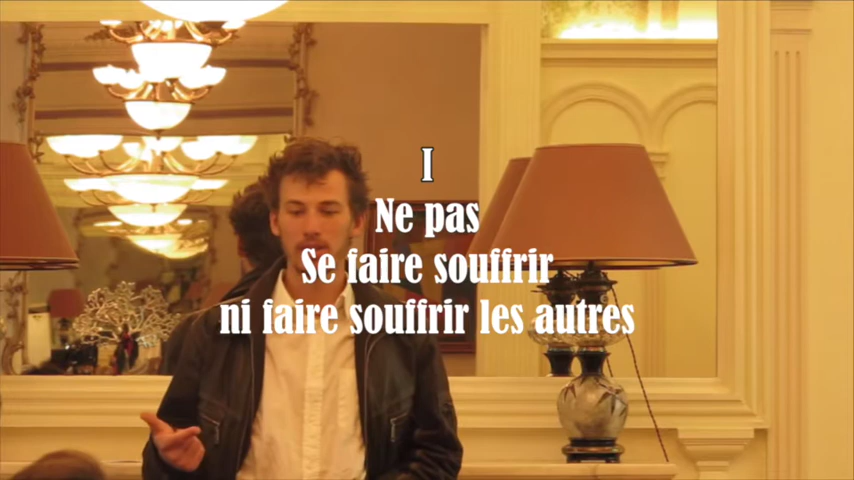 I
Ne pas
Se faire souffrir
ni faire souffrir les autres